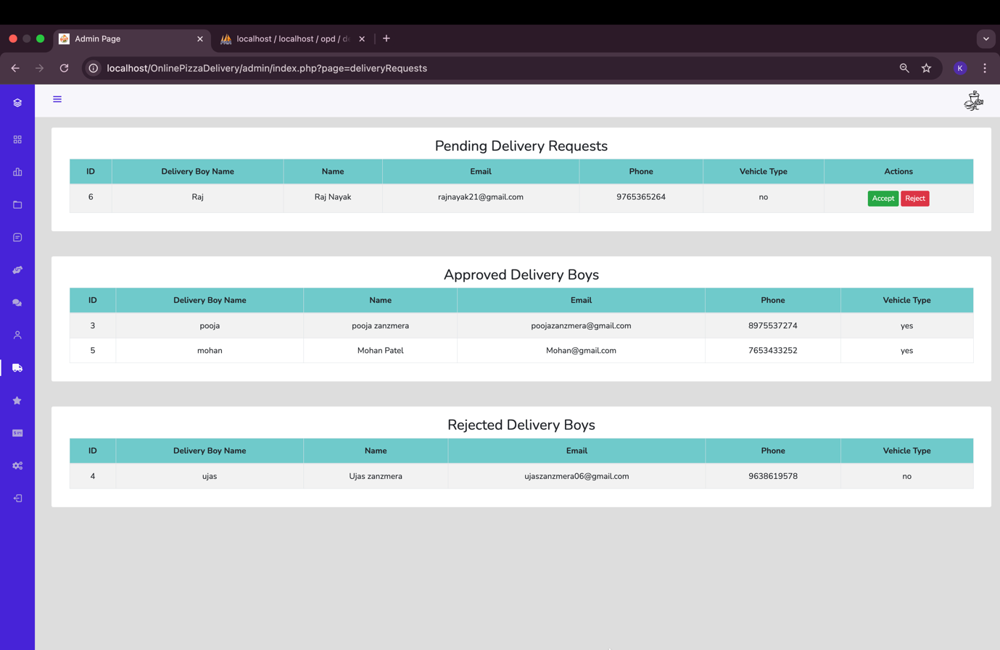 Admin Page
localhost / localhost / opd /
K
localhost/OnlinePizzaDelivery/admin/index.php?page=deliveryRequests
Pending Delivery Requests
ID Delivery Boy Name Name Email Phone Vehicle Type Actions
6 Raj Raj Nayak rajnayak21@gmail.com 9765365264 no Accept Reject
Approved Delivery Boys
ID Delivery Boy Name Name Email Phone Vehicle Type
3 pooja pooja zanzmera poojazanzmera@gmail.com 8975537274 yes
5 mohan Mohan Patel Mohan@gmail.com 7653433252 yes
Rejected Delivery Boys
ID Delivery Boy Name Name Email Phone Vehicle Type
4 ujas Ujas zanzmera ujaszanzmera06@gmail.com 9638619578 no